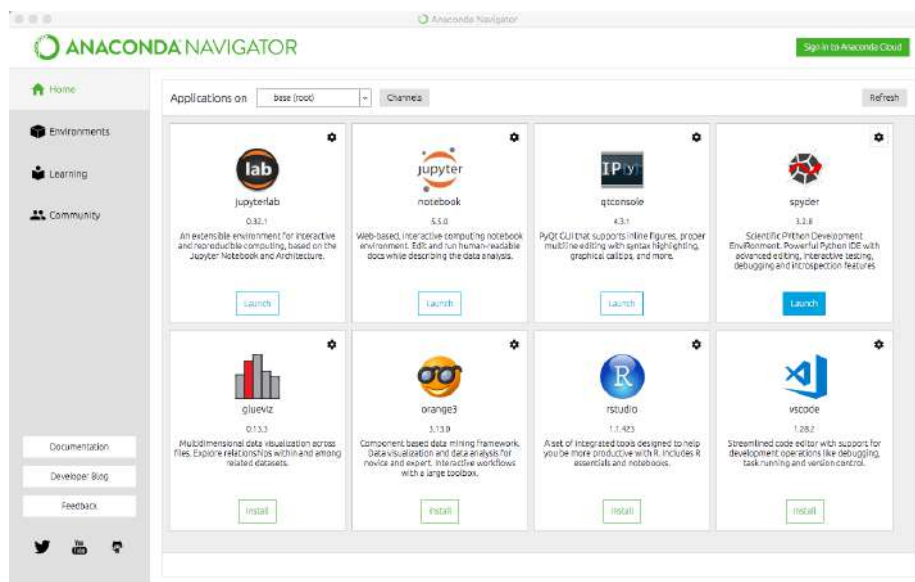 Anaconda Navigator
ANACONDA NAVIGATOR
Sign in to Anaconda Cloud
Home
Environments
Learning
Community
Documentation
Developer Blog
Feedback
You
Tube
Applications on
base (root)
Channels
Refresh
lab
jupyterlab
0.32.1
An extensible environment for interactive
and reproducible computing, based on the
Jupyter Notebook and Architecture.
Launch
jupyter
notebook
5.5.0
Web-based, interactive computing notebook
environment. Edit and run human-readable
docs while describing the data analysis.
Launch
IP[y]:
qtconsole
4.3.1
PyQt GUI that supports inline figures, proper
multiline editing with syntax highlighting,
graphical calltips, and more.
Launch
spyder
3.2.8
Scientific PYthon Development
EnviRonment. Powerful Python IDE with
advanced editing, interactive testing,
debugging and introspection features
Launch
glueviz
0.13.3
Multidimensional data visualization across
files. Explore relationships within and among
related datasets.
Install
orange3
3.13.0
Component based data mining framework.
Data visualization and data analysis for
novice and expert. Interactive workflows
with a large toolbox.
Install
R
rstudio
1.1.423
A set of integrated tools designed to help
you be more productive with R. Includes R
essentials and notebooks.
Install
vscode
1.28.2
Streamlined code editor with support for
development operations like debugging,
task running and version control.
Install